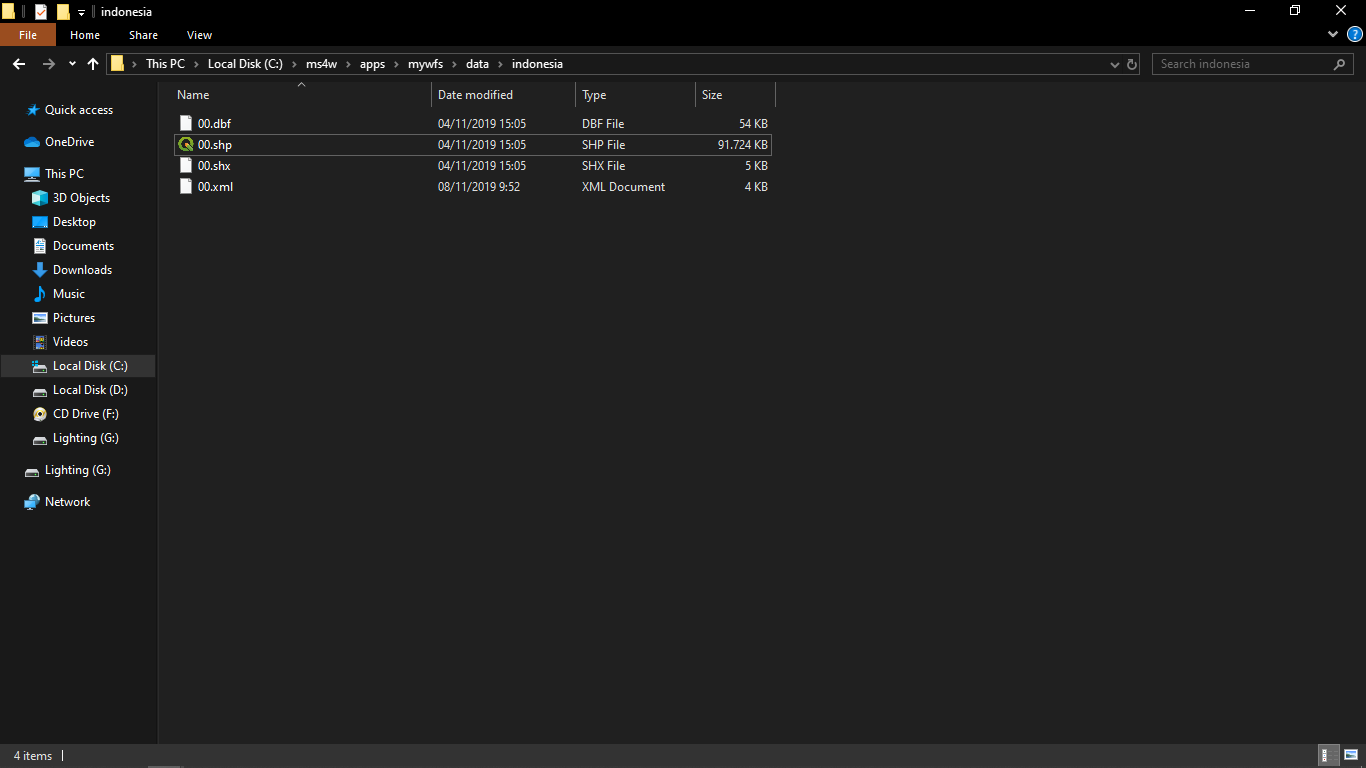 indonesia
File Home Share View
This PC Local Disk (C:) ms4w apps mywfs data indonesia
Search indonesia
Name Date modified Type Size
00.dbf 04/11/2019 15:05 DBF File 54 KB
00.shp 04/11/2019 15:05 SHP File 91.724 KB
00.shx 04/11/2019 15:05 SHX File 5 KB
00.xml 08/11/2019 9:52 XML Document 4 KB
Quick access
OneDrive
This PC
3D Objects
Desktop
Documents
Downloads
Music
Pictures
Videos
Local Disk (C:)
Local Disk (D:)
CD Drive (F:)
Lighting (G:)
Lighting (G:)
Network
4 items